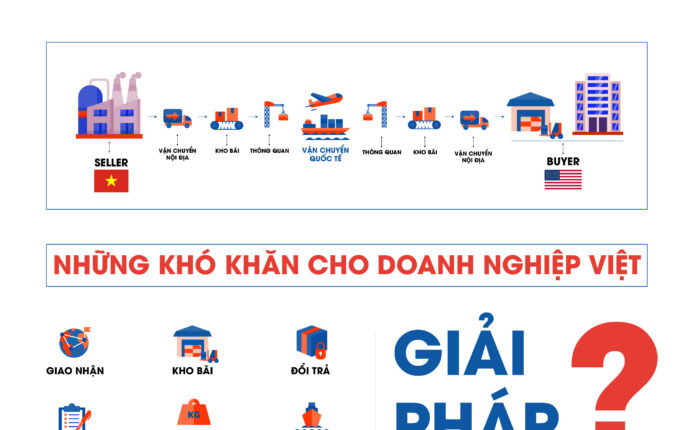 SELLER
VẬN CHUYỂN
NỘI ĐỊA
KHO BÃI
THÔNG QUAN
VẬN CHUYỂN
QUỐC TẾ
THÔNG QUAN
KHO BÃI
VẬN CHUYỂN
NỘI ĐỊA
BUYER
NHỮNG KHÓ KHĂN CHO DOANH NGHIỆP VIỆT
GIAO NHẬN
KHO BÃI
ĐỔI TRẢ
KG
GIẢI
PHÁP
?